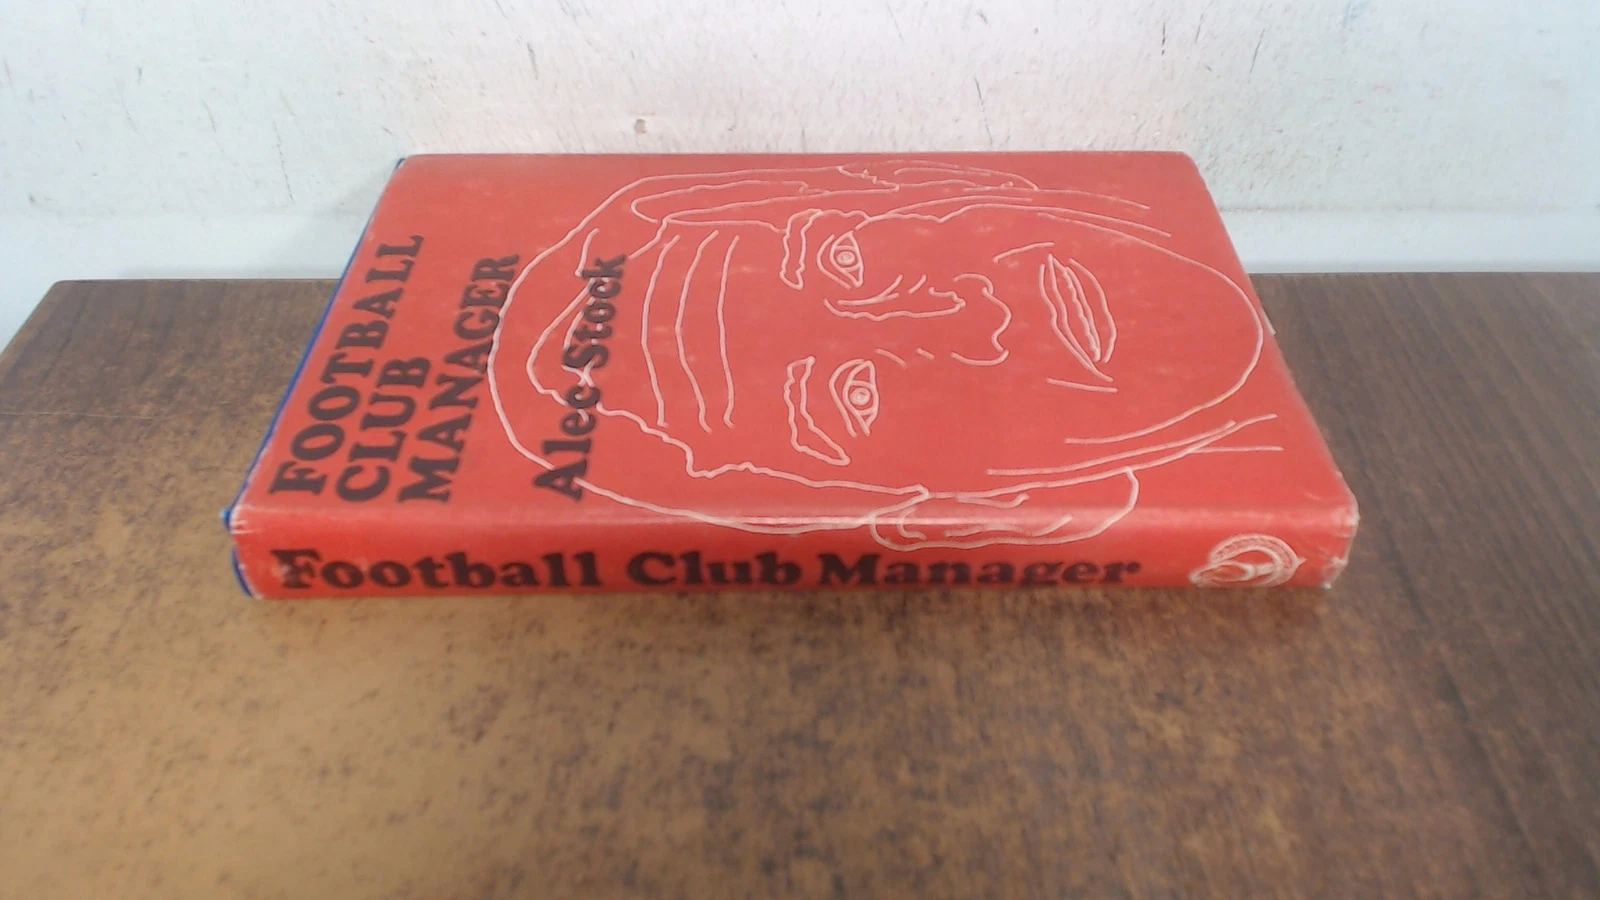 FOOTBALL
CLUB
MANAGER
Alec Stock
Football Club Manager